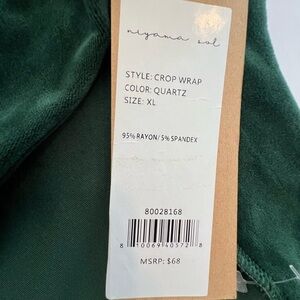 niyama sol
STYLE: CROP WRAP
COLOR: QUARTZ
SIZE: XL
95% RAYON/ 5% SPANDEX
80028168
8 10069 40572 8
MSRP: $68